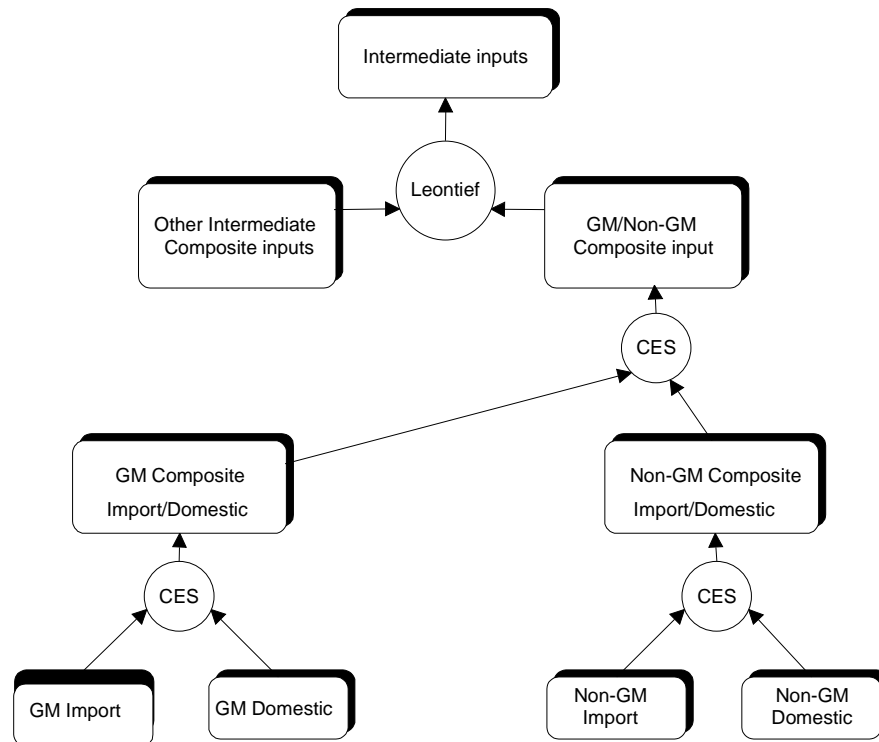 Intermediate inputs
Leontief
Other Intermediate
Composite inputs
GM/Non-GM
Composite input
CES
GM Composite
Import/Domestic
Non-GM Composite
Import/Domestic
CES
CES
GM Import
GM Domestic
Non-GM
Import
Non-GM
Domestic